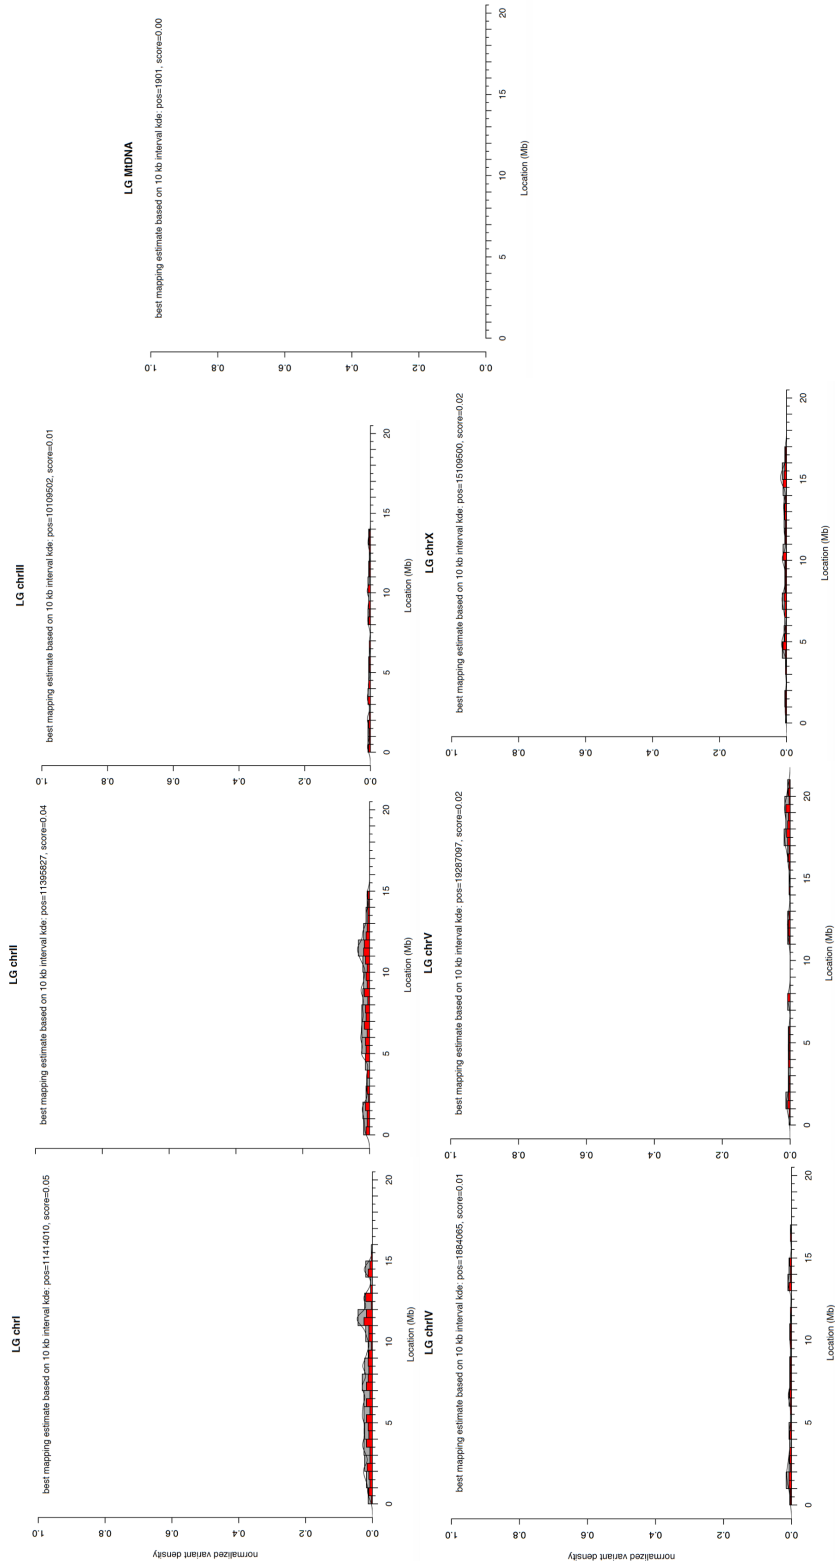 LG chrI
best mapping estimate based on 10 kb interval kde: pos=11414010, score=0.05
normalized variant density
1.0
0.8
0.6
0.4
0.2
0.0
0 5 10 15 20
Location (Mb)
LG chrII
best mapping estimate based on 10 kb interval kde: pos=11395827, score=0.04
0 5 10 15 20
Location (Mb)
LG chrIII
best mapping estimate based on 10 kb interval kde: pos=10109502, score=0.01
1.0
0.8
0.6
0.4
0.2
0.0
0 5 10 15 20
Location (Mb)
LG MtDNA
best mapping estimate based on 10 kb interval kde: pos=1901, score=0.00
1.0
0.8
0.6
0.4
0.2
0.0
0 5 10 15 20
Location (Mb)
LG chrIV
best mapping estimate based on 10 kb interval kde: pos=1884065, score=0.01
normalized variant density
1.0
0.8
0.6
0.4
0.2
0.0
0 5 10 15 20
Location (Mb)
LG chrV
best mapping estimate based on 10 kb interval kde: pos=19287097, score=0.02
1.0
0.8
0.6
0.4
0.2
0.0
0 5 10 15 20
Location (Mb)
LG chrX
best mapping estimate based on 10 kb interval kde: pos=15109500, score=0.02
1.0
0.8
0.6
0.4
0.2
0.0
0 5 10 15 20
Location (Mb)